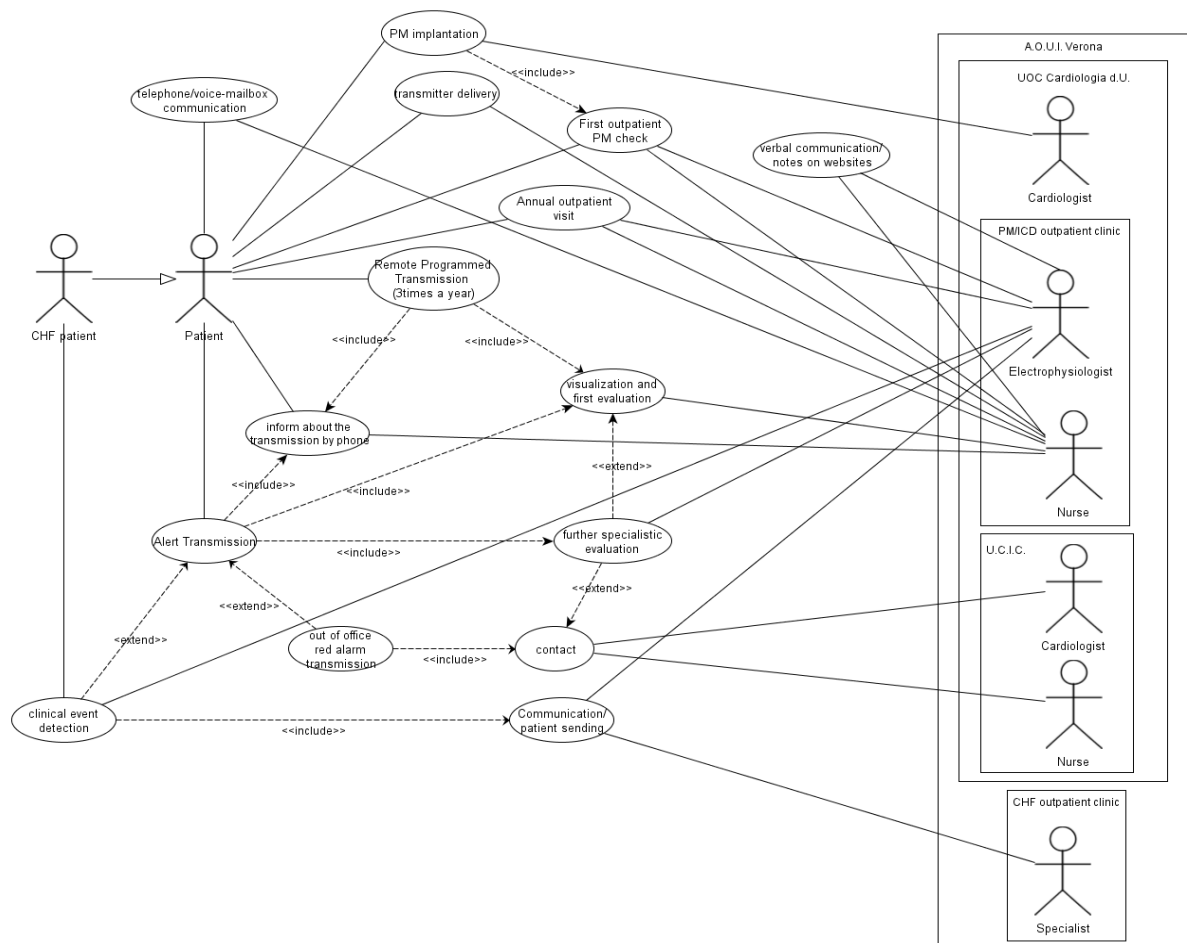 PM implantation
A.O.U.I. Verona
<<include>>
UOC Cardiologia d.U.
telephone/voice-mailbox
communication
transmitter delivery
First outpatient
PM check
verbal communication/
notes on websites
Cardiologist
Annual outpatient
visit
PM/ICD outpatient clinic
Remote Programmed
Transmission
(3times a year)
CHF patient
Patient
<<include>>
<<include>>
Electrophysiologist
visualization and
first evaluation
inform about the
transmission by phone
<<extend>>
<<include>>
<<include>>
Nurse
Alert Transmission
<<include>>
further specialistic
evaluation
U.C.I.C.
<<extend>>
<<extend>>
<<extend>>
out of office
red alarm
transmission
<<include>>
contact
Cardiologist
clinical event
detection
<<include>>
Communication/
patient sending
Nurse
CHF outpatient clinic
Specialist